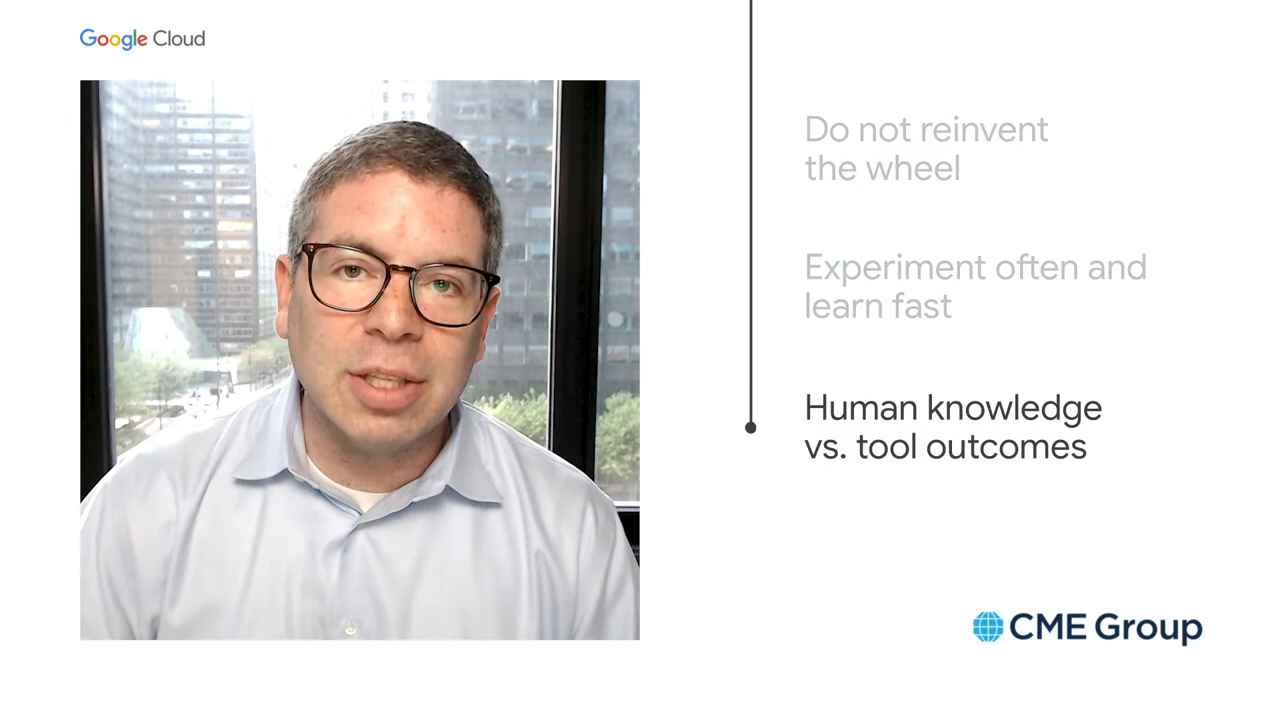 Google Cloud
Do not reinvent
the wheel
Experiment often and
learn fast
Human knowledge
vs. tool outcomes
CME Group